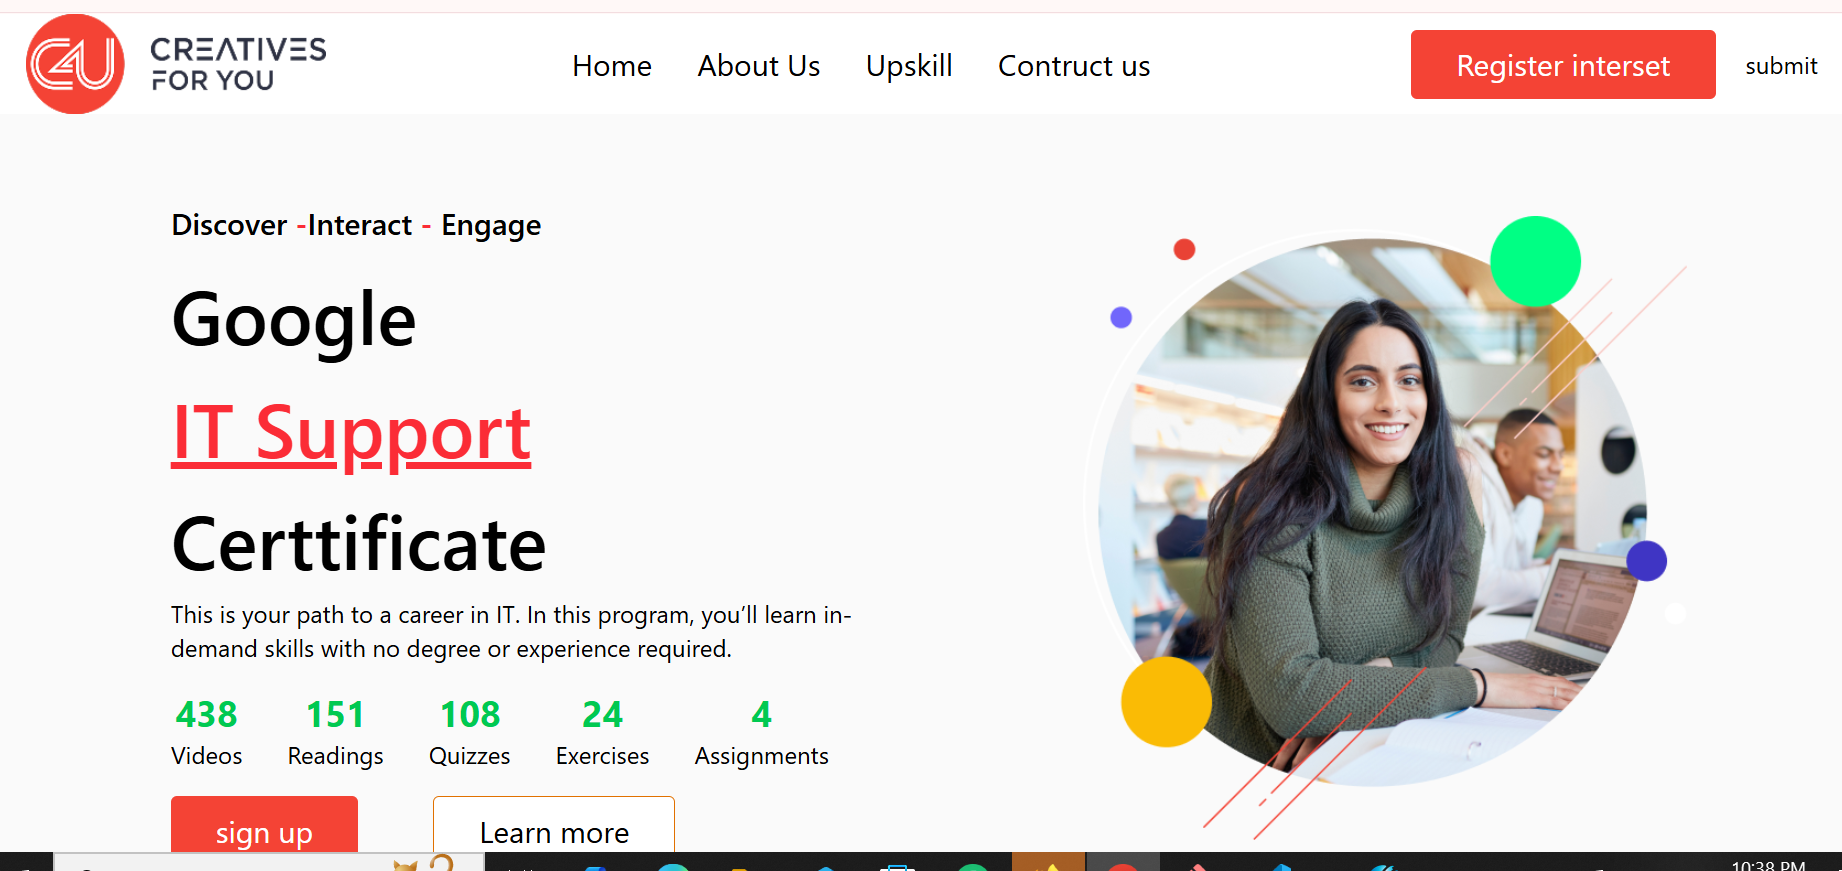 C4U
CREATIVES
FOR YOU
Home About Us Upskill Contruct us
Register interset submit
Discover -Interact - Engage
Google
IT Support
Certtificate
This is your path to a career in IT. In this program, you’ll learn in-
demand skills with no degree or experience required.
438 151 108 24 4
Videos Readings Quizzes Exercises Assignments
sign up Learn more
10:38 PM